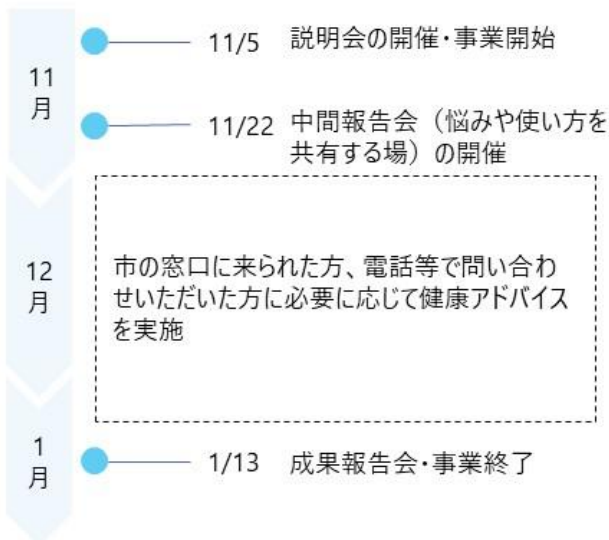 11
月
11/5 説明会の開催・事業開始
11/22 中間報告会（悩みや使い方を
共有する場）の開催
12
月
市の窓口に来られた方、電話等で問い合わ
せいただいた方に必要に応じて健康アドバイス
を実施
1
月
1/13 成果報告会・事業終了